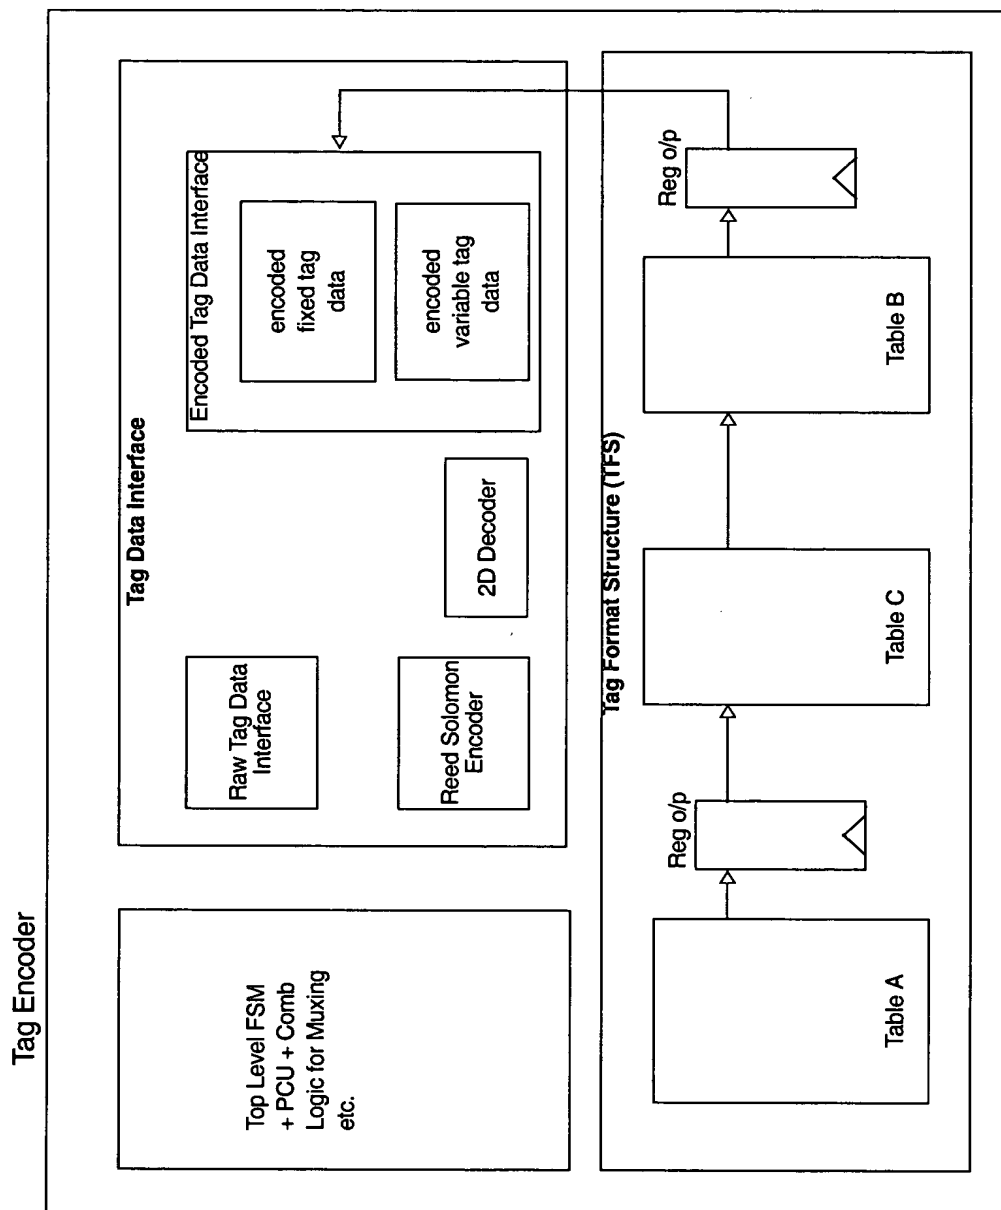 Tag Encoder
Top Level FSM
+ PCU + Comb
Logic for Muxing
etc.
Tag Data Interface
Raw Tag Data
Interface
Reed Solomon
Encoder
2D Decoder
Encoded Tag Data Interface
encoded
fixed tag
data
encoded
variable tag
data
Tag Format Structure (TFS)
Table A
Reg o/p
Table C
Table B
Reg o/p